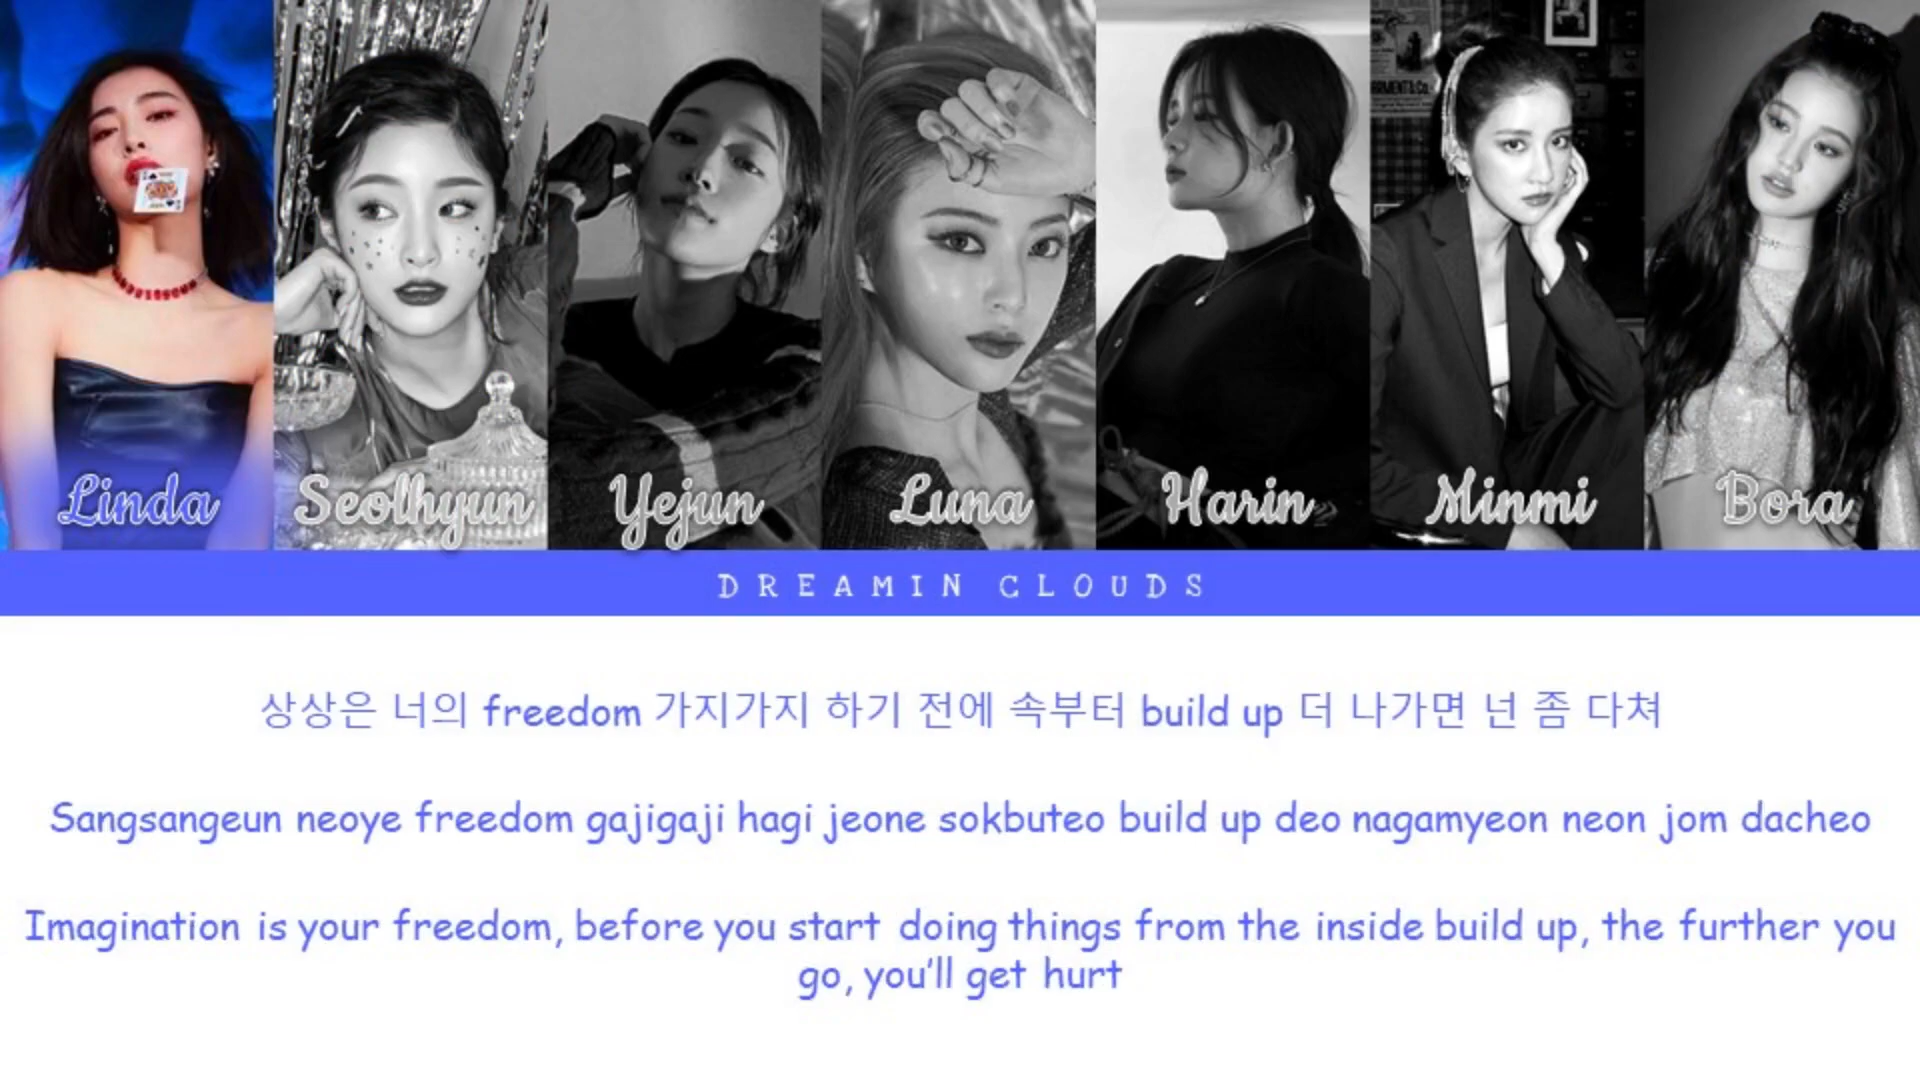 Linda Seolhyun Yejun Luna Harin Minmi Bora
DREAMIN CLOUDS
상상은 너의 freedom 가지가지 하기 전에 속부터 build up 더 나가면 넌 좀 다쳐
Sangsangeun neoye freedom gajigaji hagi jeone sokbuteo build up deo nagamyeon neon jom dacheo
Imagination is your freedom, before you start doing things from the inside build up, the further you
go, you'll get hurt